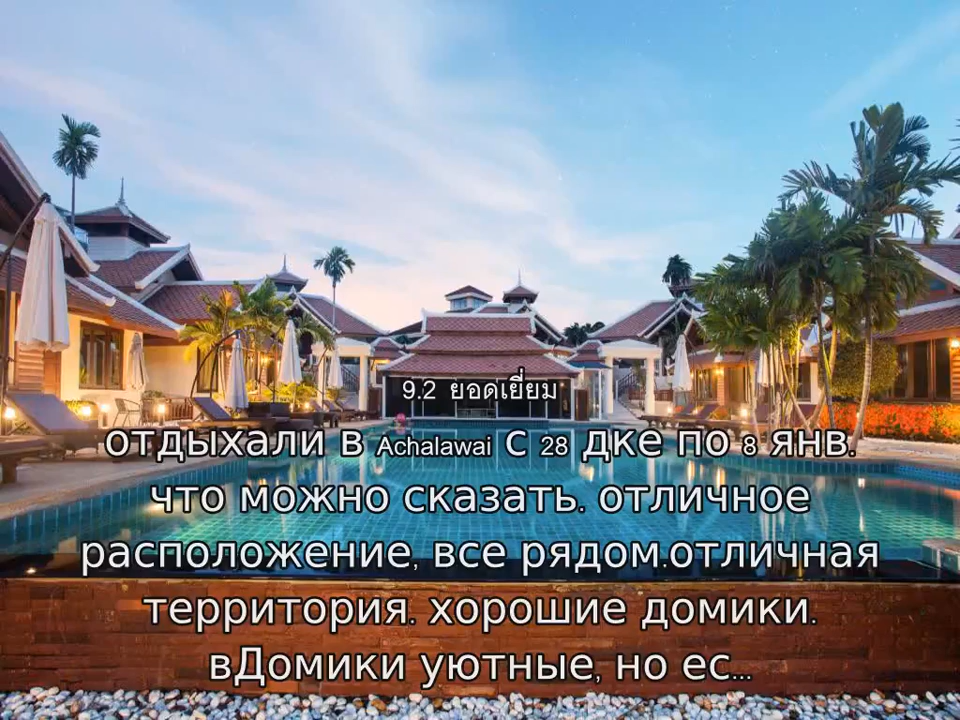 9.2 ยอดเยี่ยม
отдыхали в Achalawai с 28 дке по 8 янв.
что можно сказать. отличное
расположение, все рядом.отличная
территория. хорошие домики.
вДомики уютные, но ес...